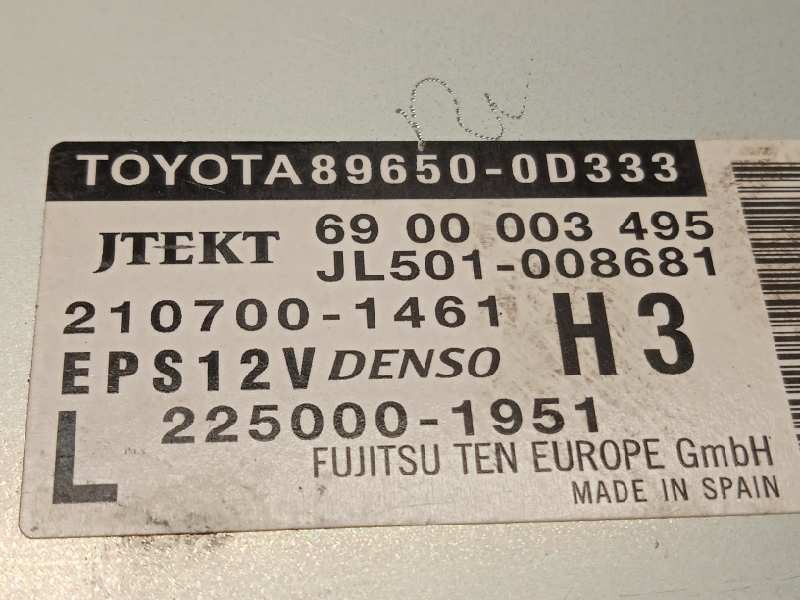 TOYOTA 89650-0D333
JTEKT 69 00 003 495
JL501-008681
210700-1461 H3
EPS12V DENSO
L 225000-1951
FUJITSU TEN EUROPE GmbH
MADE IN SPAIN